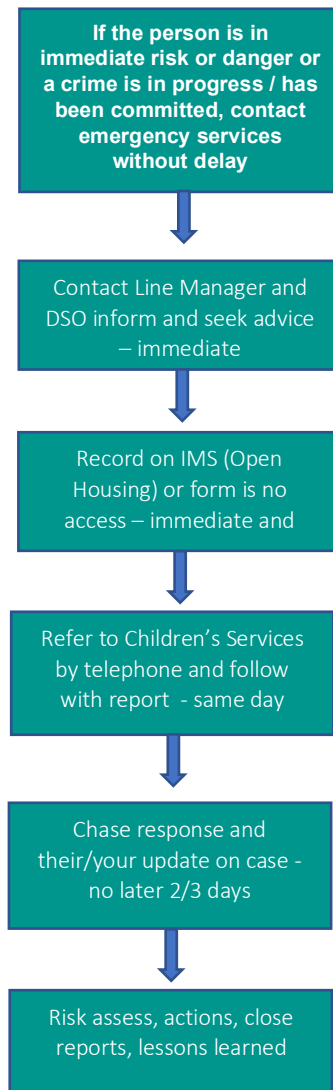 If the person is in
immediate risk or danger or
a crime is in progress / has
been committed, contact
emergency services
without delay
Contact Line Manager and
DSO inform and seek advice
– immediate
Record on IMS (Open
Housing) or form is no
access – immediate and
Refer to Children’s Services
by telephone and follow
with report - same day
Chase response and
their/your update on case -
no later 2/3 days
Risk assess, actions, close
reports, lessons learned